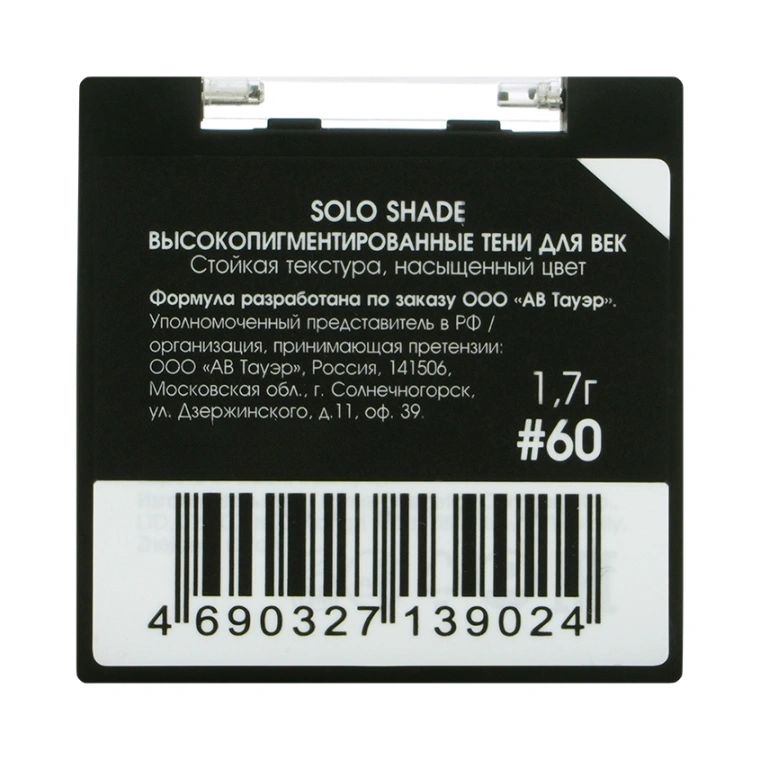 SOLO SHADE
ВЫСОКОПИГМЕНТИРОВАННЫЕ ТЕНИ ДЛЯ ВЕК
Стойкая текстура, насыщенный цвет
Формула разработана по заказу ООО «АВ Тауэр».
Уполномоченный представитель в РФ /
организация, принимающая претензии:
ООО «АВ Тауэр», Россия, 141506,
Московская обл., г. Солнечногорск,
ул. Дзержинского, д.11, оф. 39.
1,7г
#60
4 690327 139024